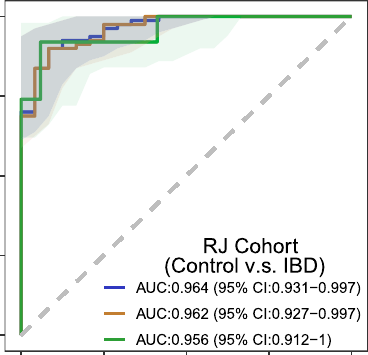 RJ Cohort
(Control v.s. IBD)
AUC:0.964 (95% CI:0.931−0.997)
AUC:0.962 (95% CI:0.927−0.997)
AUC:0.956 (95% CI:0.912−1)